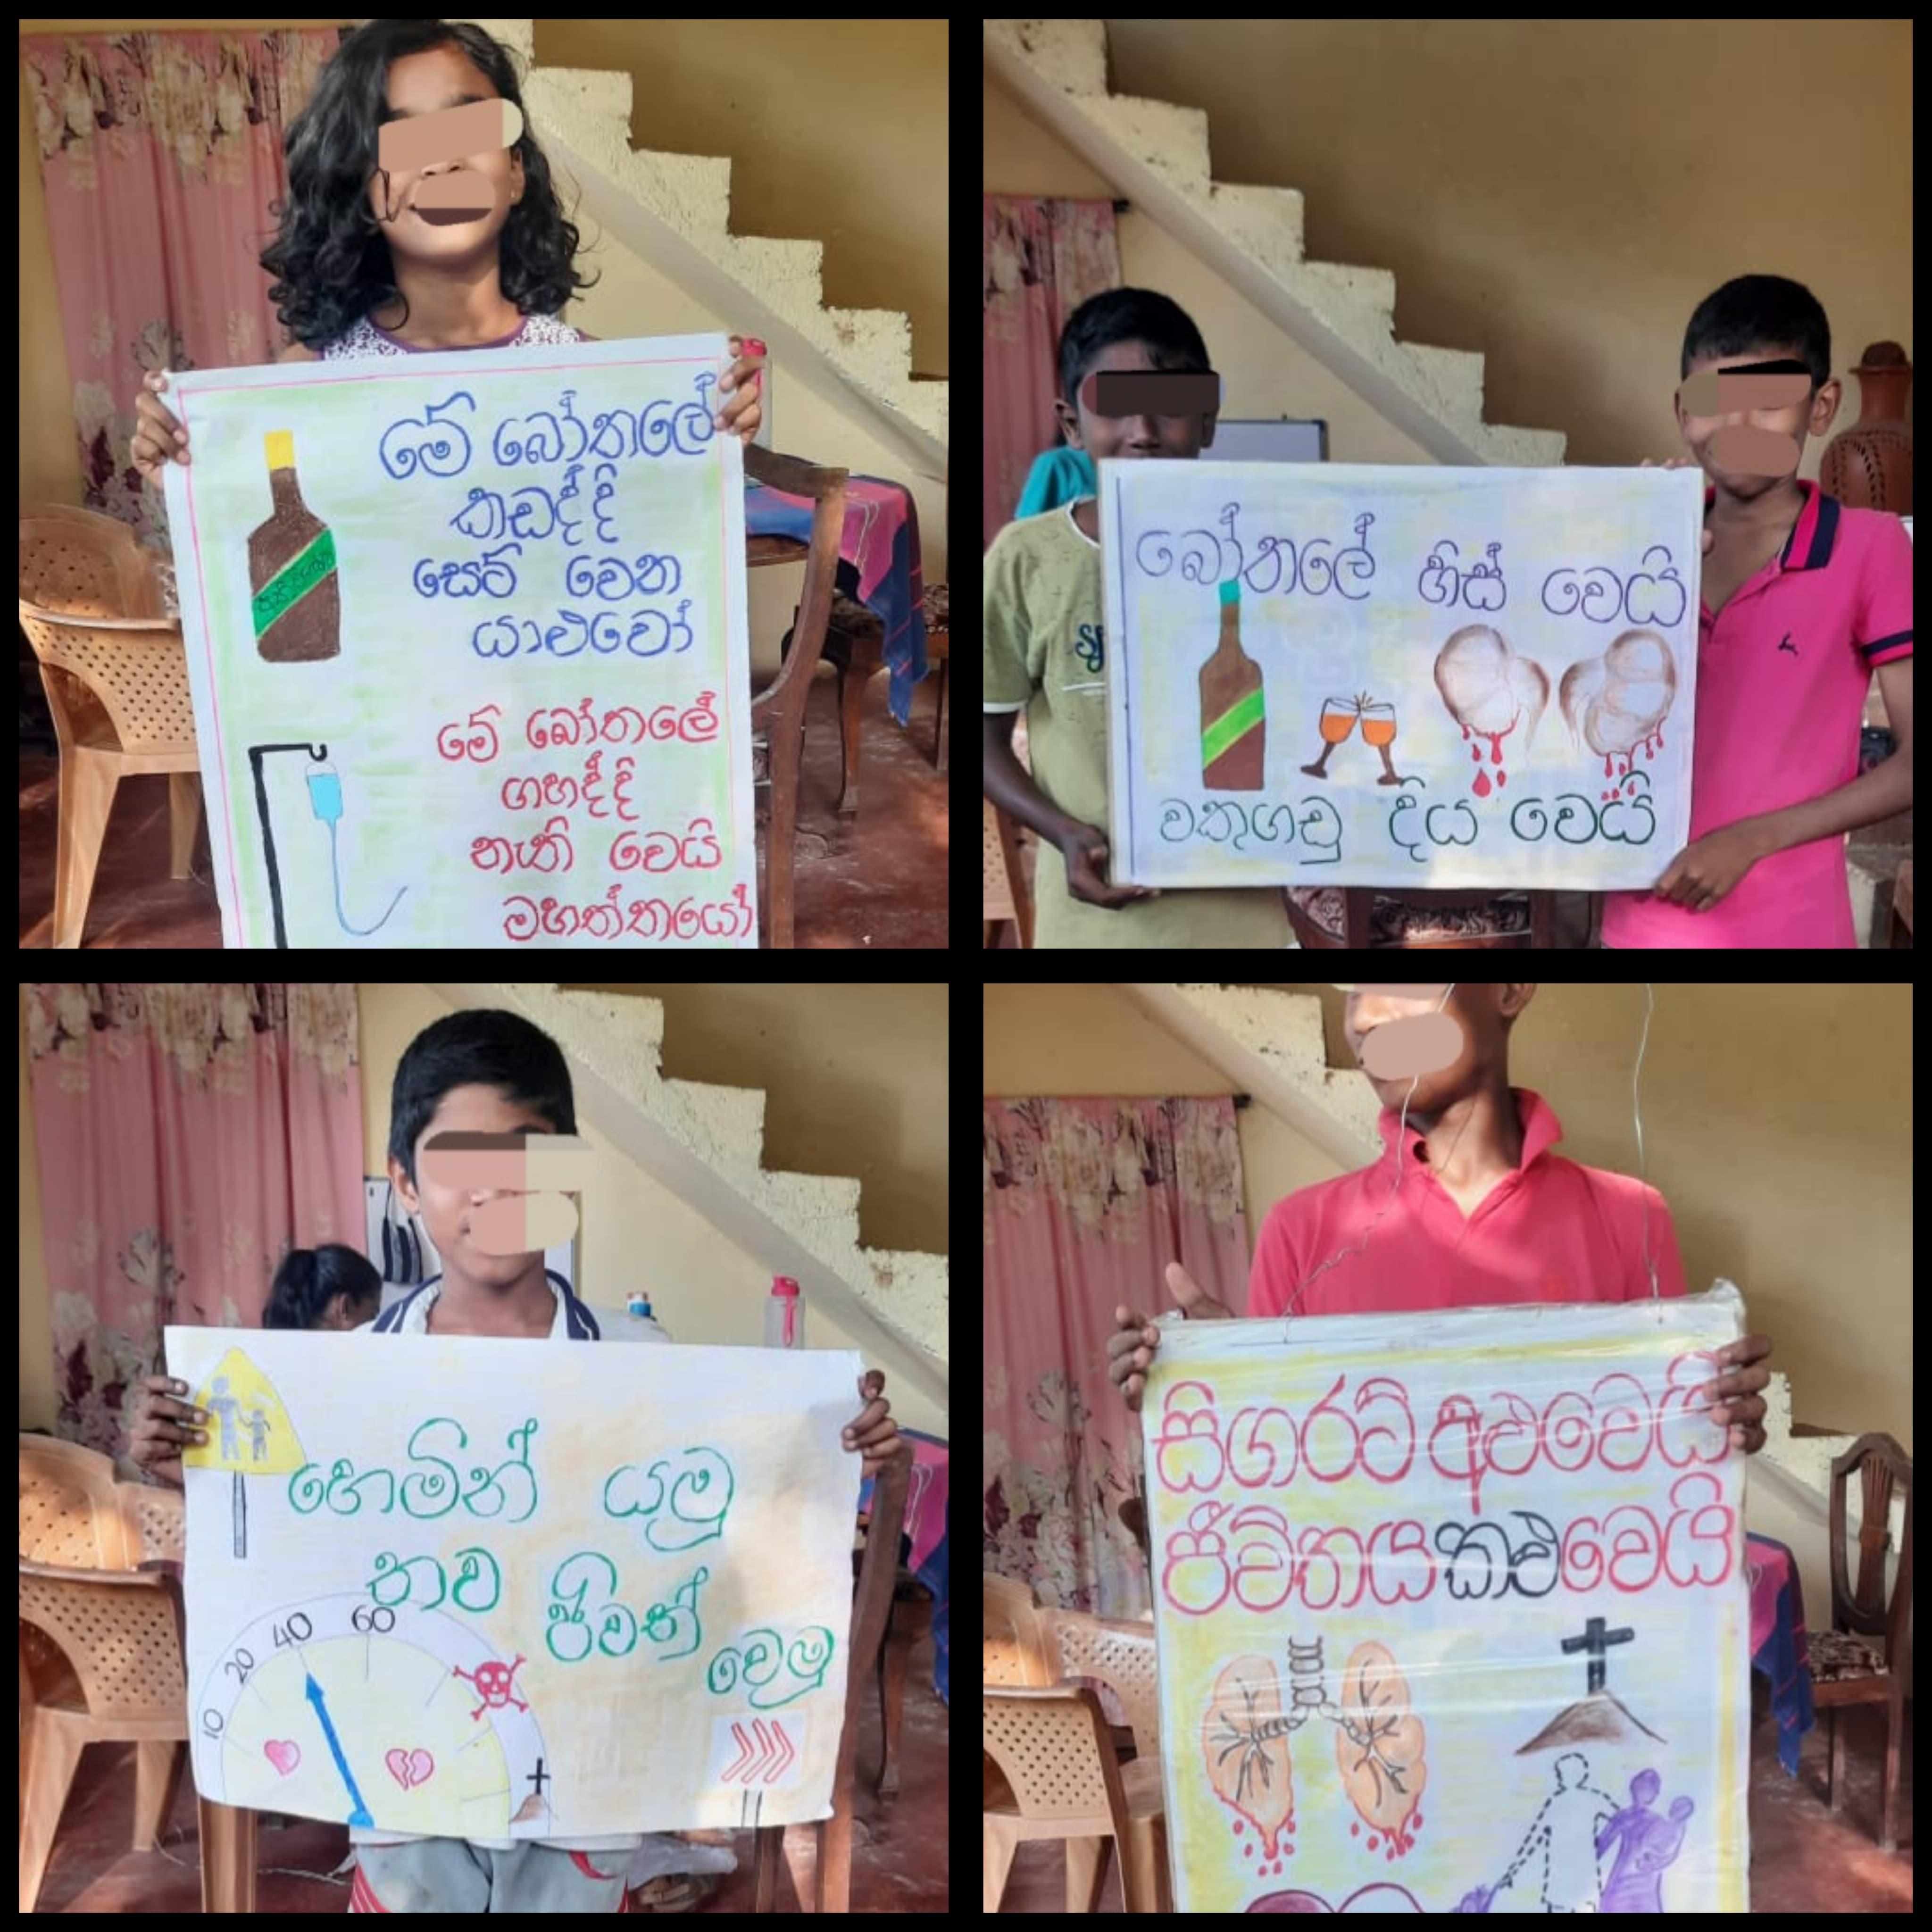 මේ බෝතලේ
කඩද්දි
සෙට් වෙන
යාළුවෝ
මේ බෝතලේ
ගහද්දි
නැති වෙයි
මහත්තයෝ
බෝතලේ හිස් වෙයි
වකුගඩු දිය වෙයි
හෙමින් යමු
තව ජීවත්
වෙමු
10 20 40 60
සිගරට් අළුවෙයි
ජීවිතය කළුවෙයි